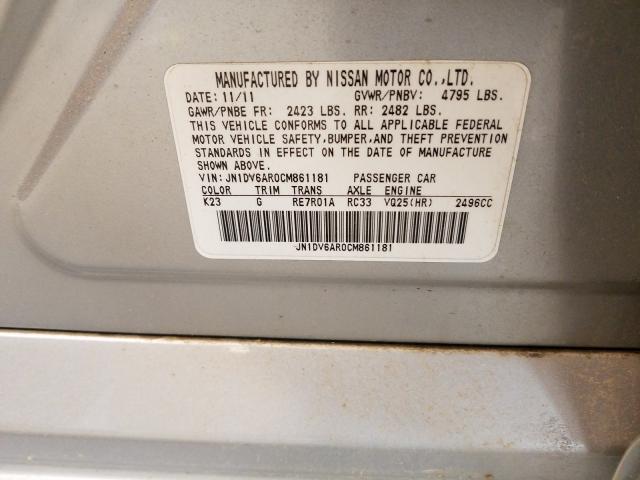 MANUFACTURED BY NISSAN MOTOR CO.,LTD.
DATE: 11/11 GVWR/PNBV: 4795 LBS.
GAWR/PNBE FR: 2423 LBS. RR: 2482 LBS.
THIS VEHICLE CONFORMS TO ALL APPLICABLE FEDERAL
MOTOR VEHICLE SAFETY, BUMPER, AND THEFT PREVENTION
STANDARDS IN EFFECT ON THE DATE OF MANUFACTURE
SHOWN ABOVE.
VIN: JN1DV6AR0CM861181 PASSENGER CAR
COLOR TRIM TRANS AXLE ENGINE
K23 G RE7R01A RC33 VQ25(HR) 2496CC
JN1DV6AR0CM861181